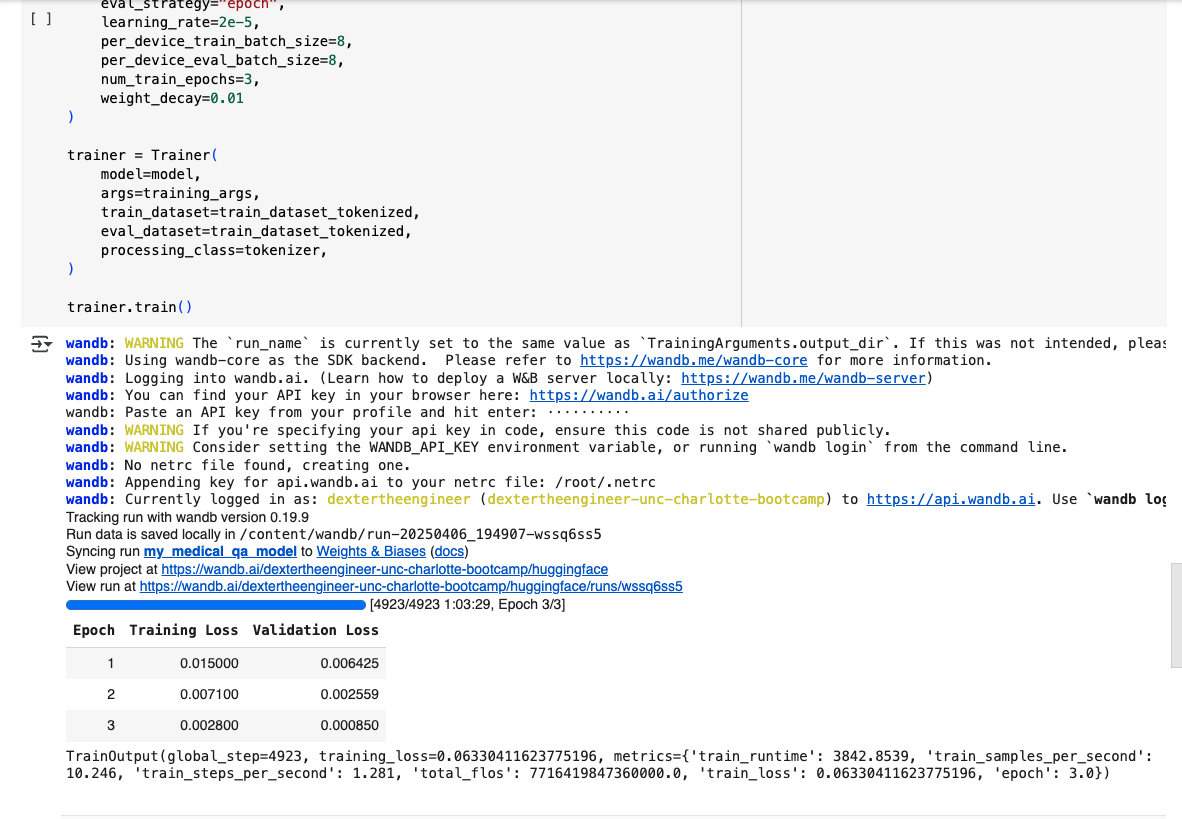 eval_strategy="epoch",
[ ]
learning_rate=2e-5,
per_device_train_batch_size=8,
per_device_eval_batch_size=8,
num_train_epochs=3,
weight_decay=0.01
)
trainer = Trainer(
model=model,
args=training_args,
train_dataset=train_dataset_tokenized,
eval_dataset=train_dataset_tokenized,
processing_class=tokenizer,
)
trainer.train()
wandb: WARNING The `run_name` is currently set to the same value as `TrainingArguments.output_dir`. If this was not intended, pleas
wandb: Using wandb-core as the SDK backend.  Please refer to https://wandb.me/wandb-core for more information.
wandb: Logging into wandb.ai. (Learn how to deploy a W&B server locally: https://wandb.me/wandb-server)
wandb: You can find your API key in your browser here: https://wandb.ai/authorize
wandb: Paste an API key from your profile and hit enter: ··········
wandb: WARNING If you're specifying your api key in code, ensure this code is not shared publicly.
wandb: WARNING Consider setting the WANDB_API_KEY environment variable, or running `wandb login` from the command line.
wandb: No netrc file found, creating one.
wandb: Appending key for api.wandb.ai to your netrc file: /root/.netrc
wandb: Currently logged in as: dextertheengineer (dextertheengineer-unc-charlotte-bootcamp) to https://api.wandb.ai. Use `wandb log
Tracking run with wandb version 0.19.9
Run data is saved locally in /content/wandb/run-20250406_194907-wssq6ss5
Syncing run my_medical_qa_model to Weights & Biases (docs)
View project at https://wandb.ai/dextertheengineer-unc-charlotte-bootcamp/huggingface
View run at https://wandb.ai/dextertheengineer-unc-charlotte-bootcamp/huggingface/runs/wssq6ss5
[4923/4923 1:03:29, Epoch 3/3]
Epoch Training Loss Validation Loss
1 0.015000 0.006425
2 0.007100 0.002559
3 0.002800 0.000850
TrainOutput(global_step=4923, training_loss=0.06330411623775196, metrics={'train_runtime': 3842.8539, 'train_samples_per_second':
10.246, 'train_steps_per_second': 1.281, 'total_flos': 7716419847360000.0, 'train_loss': 0.06330411623775196, 'epoch': 3.0})